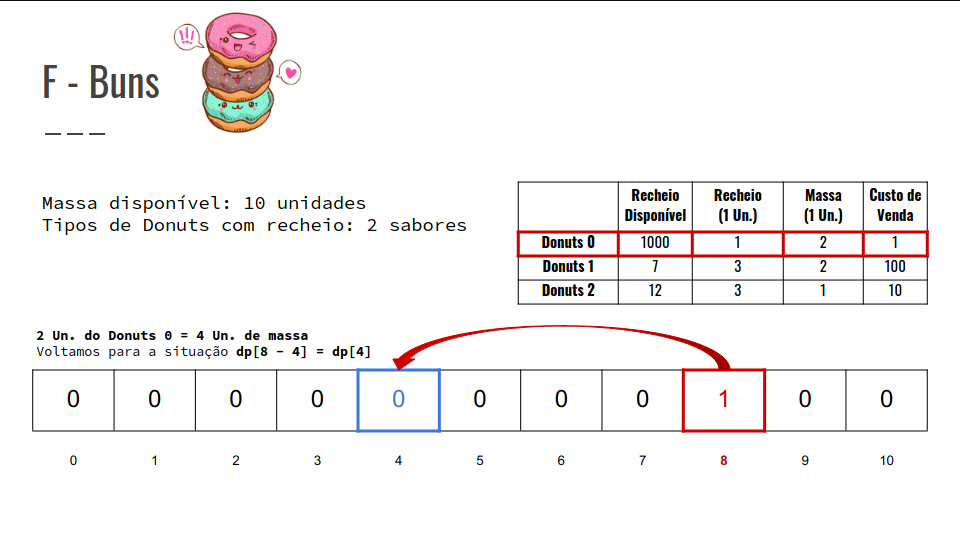 !!!
F - Buns
Massa disponível: 10 unidades
Tipos de Donuts com recheio: 2 sabores
Recheio Disponível Recheio (1 Un.) Massa (1 Un.) Custo de Venda
Donuts 0 1000 1 2 1
Donuts 1 7 3 2 100
Donuts 2 12 3 1 10
2 Un. do Donuts 0 = 4 Un. de massa
Voltamos para a situação dp[8 - 4] = dp[4]
0 0 0 0 0 0 0 0 1 0 0
0 1 2 3 4 5 6 7 8 9 10